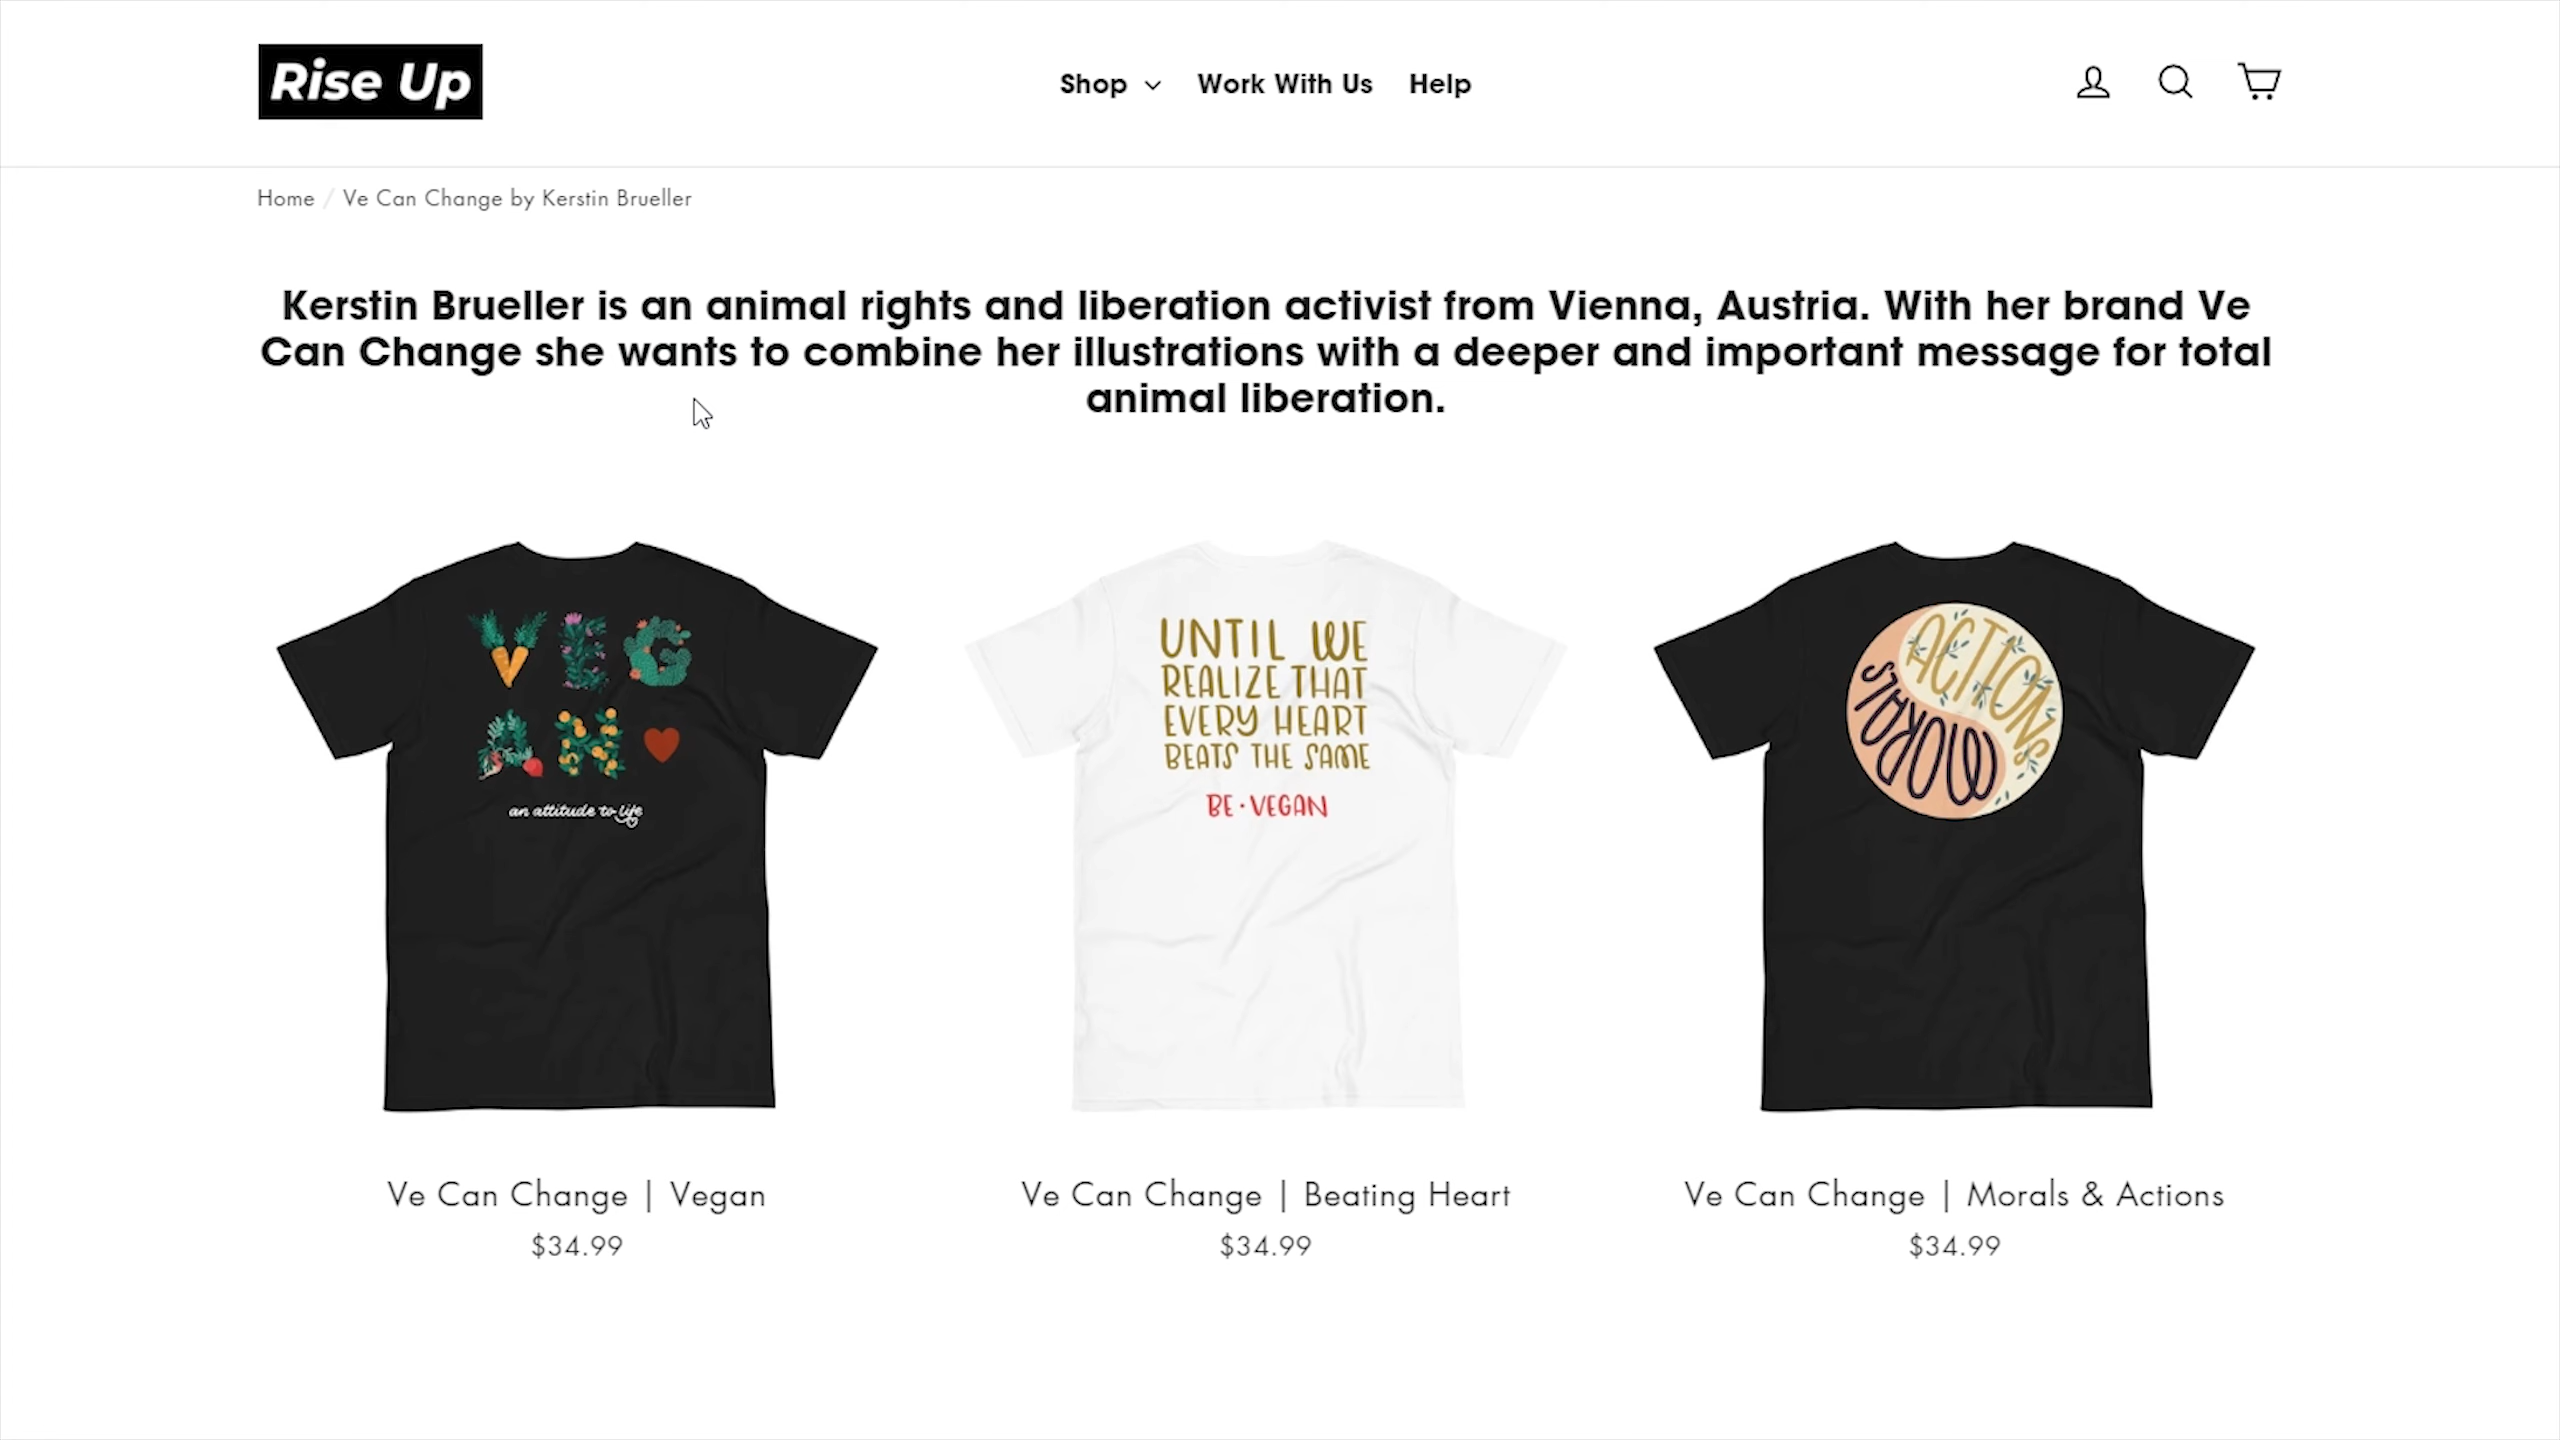 Rise Up
Shop Work With Us Help
Home / Ve Can Change by Kerstin Brueller
Kerstin Brueller is an animal rights and liberation activist from Vienna, Austria. With her brand Ve
Can Change she wants to combine her illustrations with a deeper and important message for total
animal liberation.
VEG
AN
an attitude to life
UNTIL WE
REALIZE THAT
EVERY HEART
BEATS THE SAME
BE • VEGAN
ACTIONS
MORALS
Ve Can Change | Vegan
$34.99
Ve Can Change | Beating Heart
$34.99
Ve Can Change | Morals & Actions
$34.99